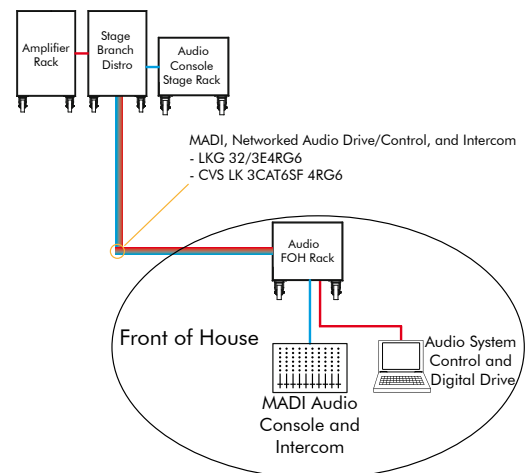 Amplifier
Rack
Stage
Branch
Distro
Audio
Console
Stage Rack
MADI, Networked Audio Drive/Control, and Intercom
- LKG 32/3E4RG6
- CVS LK 3CAT6SF 4RG6
Audio
FOH Rack
Front of House
MADI Audio
Console and
Intercom
Audio System
Control and
Digital Drive